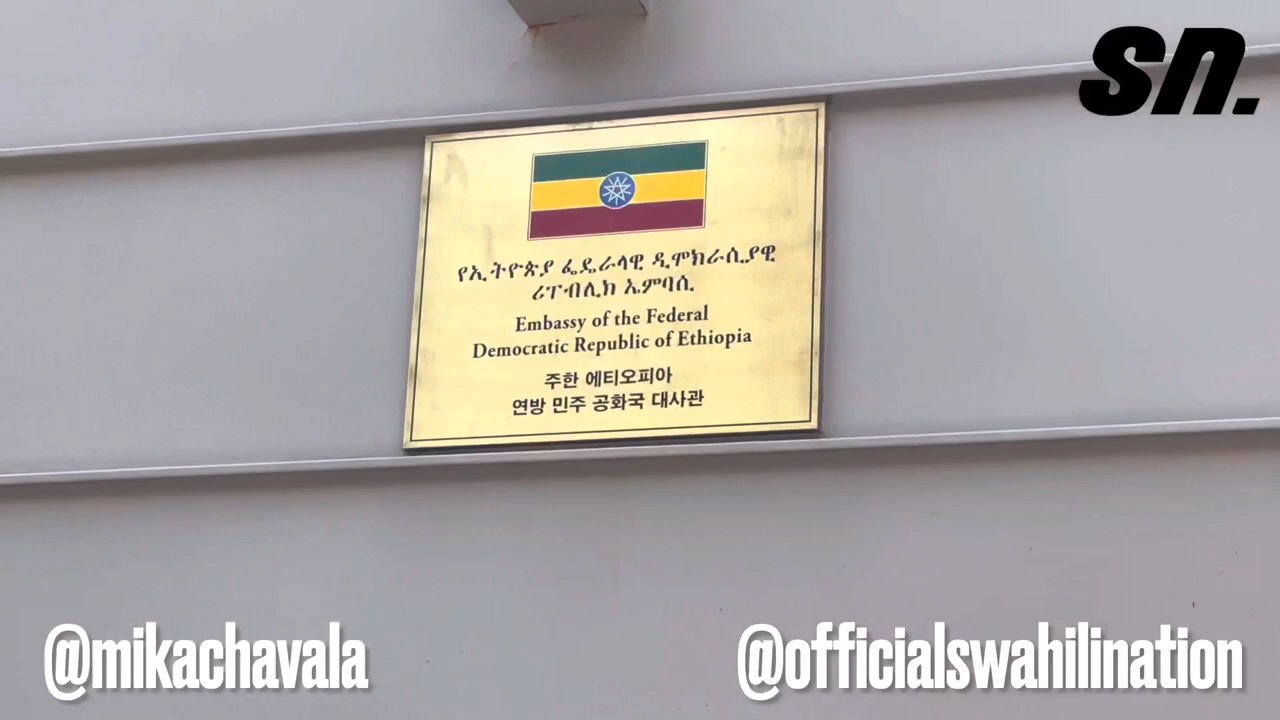 sn.
የኢትዮጵያ ፌዴራላዊ ዲሞክራሲያዊ
ሪፐብሊክ ኤምባሲ
Embassy of the Federal
Democratic Republic of Ethiopia
주한 에티오피아
연방 민주 공화국 대사관
@mikachavala
@officialswahilination